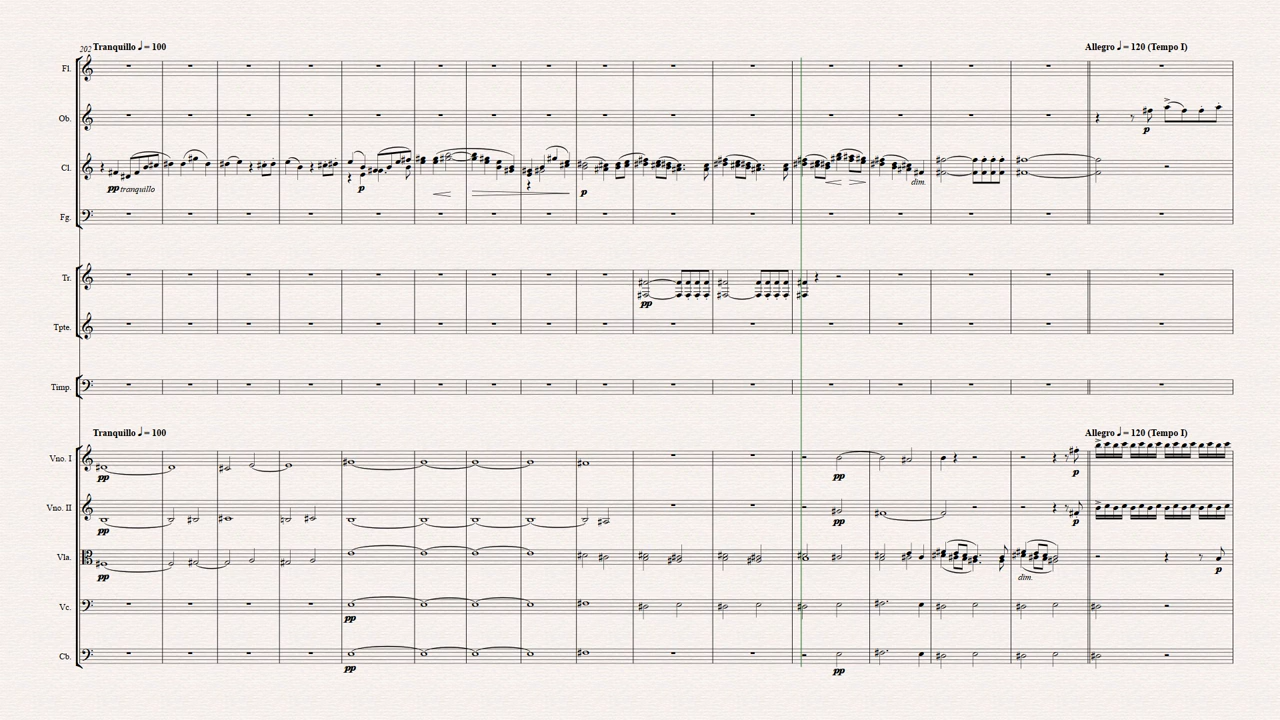 202 Tranquillo ♩ = 100
Allegro ♩ = 120 (Tempo I)
Fl.
Ob.
p
Cl.
pp tranquillo
p
p
dim.
Fg.
Tr.
pp
Tpte.
Timp.
Tranquillo ♩ = 100
Allegro ♩ = 120 (Tempo I)
Vno. I
pp
pp
p
Vno. II
pp
pp
p
Vla.
pp
dim.
p
Vc.
pp
Cb.
pp
pp